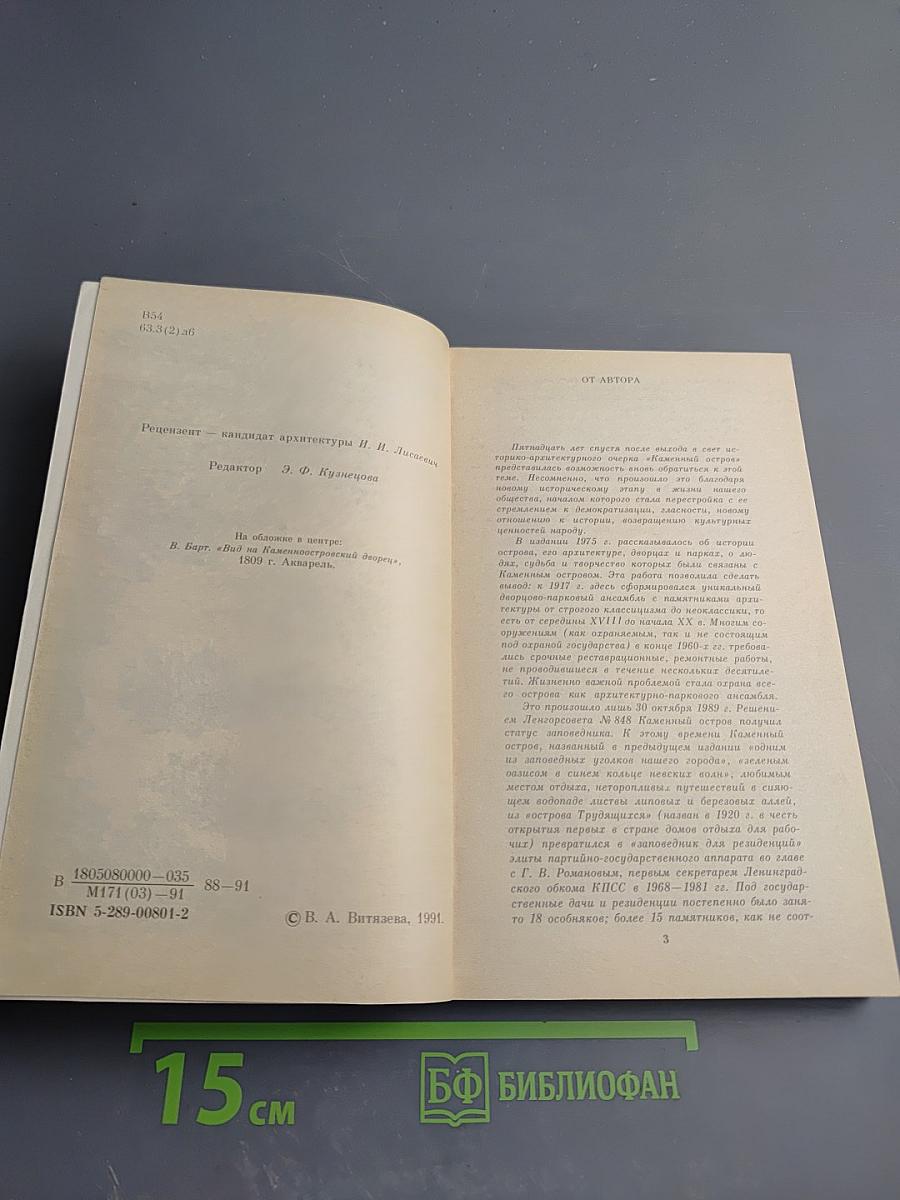 В54
63.3(2)л6
Рецензент — кандидат архитектуры И. И. Лисаевич
Редактор Э. Ф. Кузнецова
На обложке в центре:
В. Барт. «Вид на Каменноостровский дворец»,
1809 г. Акварель.
В 1805080000—035
М171(03)—91 88—91
ISBN 5-289-00801-2
© В. А. Витязева, 1991.
ОТ АВТОРА
Пятнадцать лет спустя после выхода в свет ис-
торико-архитектурного очерка «Каменный остров»
представилась возможность вновь обратиться к этой
теме. Несомненно, что произошло это благодаря
новому историческому этапу в жизни нашего
общества, началом которого стала перестройка с ее
стремлением к демократизации, гласности, новому
отношению к истории, возвращению культурных
ценностей народу.
В издании 1975 г. рассказывалось об истории
острова, его архитектуре, дворцах и парках, о лю-
дях, судьба и творчество которых были связаны с
Каменным островом. Эта работа позволила сделать
вывод: к 1917 г. здесь сформировался уникальный
дворцово-парковый ансамбль с памятниками архи-
тектуры от строгого классицизма до неоклассики, то
есть от середины XVIII до начала XX в. Многим со-
оружениям (как охраняемым, так и не состоящим
под охраной государства) в конце 1960-х гг. требова-
лись срочные реставрационные, ремонтные работы,
не проводившиеся в течение нескольких десятиле-
тий. Жизненно важной проблемой стала охрана все-
го острова как архитектурно-паркового ансамбля.
Это произошло лишь 30 октября 1989 г. Решени-
ем Ленгорсовета № 848 Каменный остров получил
статус заповедника. К этому времени Каменный
остров, названный в предыдущем издании «одним
из заповедных уголков нашего города», «зеленым
оазисом в синем кольце невских волн», любимым
местом отдыха, неторопливых путешествий в сияю-
щем водопаде листвы липовых и березовых аллей,
из «острова Трудящихся» (назван в 1920 г. в честь
открытия первых в стране домов отдыха для рабо-
чих) превратился в «заповедник для резиденций»
элиты партийно-государственного аппарата во главе
с Г. В. Романовым, первым секретарем Ленинград-
ского обкома КПСС в 1968—1981 гг. Под государ-
ственные дачи и резиденции постепенно было заня-
то 18 особняков; более 15 памятников, как не соот-
3
15 см
БФ БИБЛИОФАН